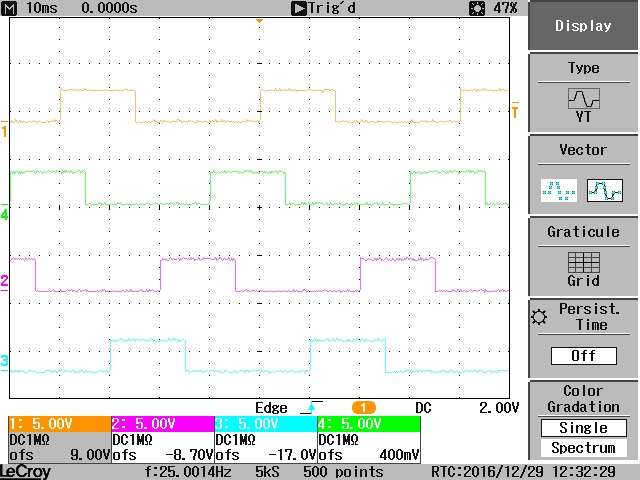 M 10ms 0.0000s Trig'd 47%
Display
Type
YT
Vector
Graticule
Grid
Persist.
Time
Off
Color
Gradation
Single
Spectrum
1
T
4
2
3
Edge 1 DC 2.00V
1: 5.00V 2: 5.00V 3: 5.00V 4: 5.00V
DC1MΩ DC1MΩ DC1MΩ DC1MΩ
ofs 9.00V ofs -8.70V ofs -17.0V ofs 400mV
LeCroy f:25.0014Hz 5kS 500 points RTC:2016/12/29 12:32:29